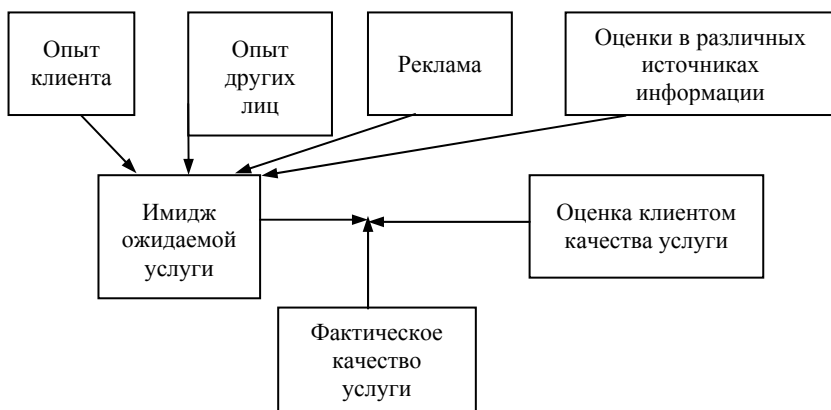 Опыт
клиента
Опыт
других
лиц
Реклама
Оценки в различных
источниках
информации
Имидж
ожидаемой
услуги
Оценка клиентом
качества услуги
Фактическое
качество
услуги